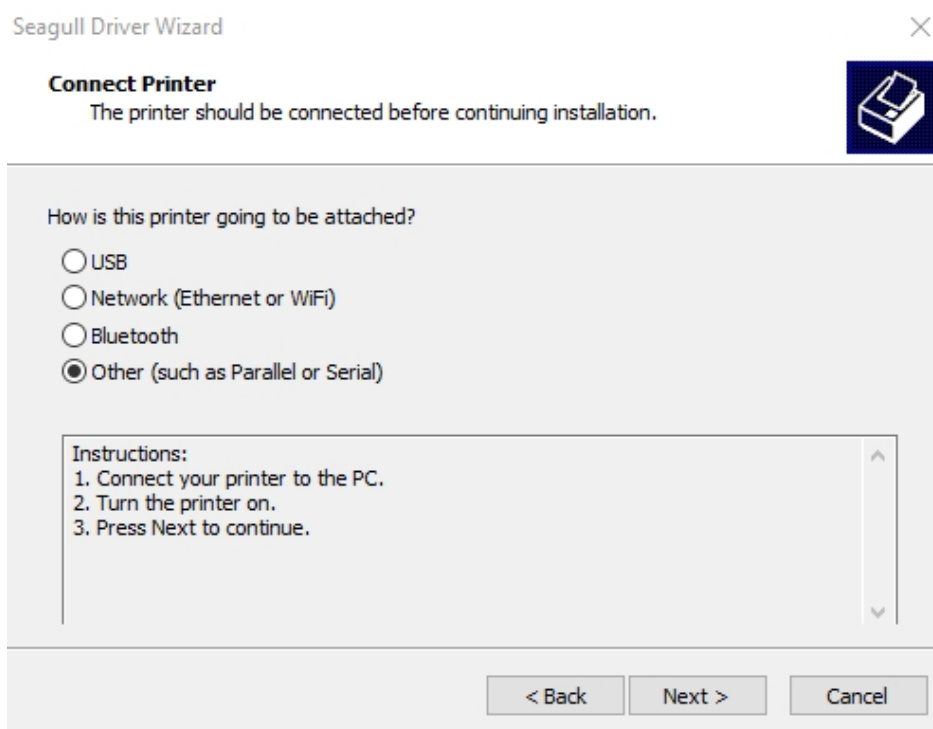 Seagull Driver Wizard
Connect Printer
The printer should be connected before continuing installation.
How is this printer going to be attached?
USB
Network (Ethernet or WiFi)
Bluetooth
Other (such as Parallel or Serial)
Instructions:
1. Connect your printer to the PC.
2. Turn the printer on.
3. Press Next to continue.
< Back Next > Cancel